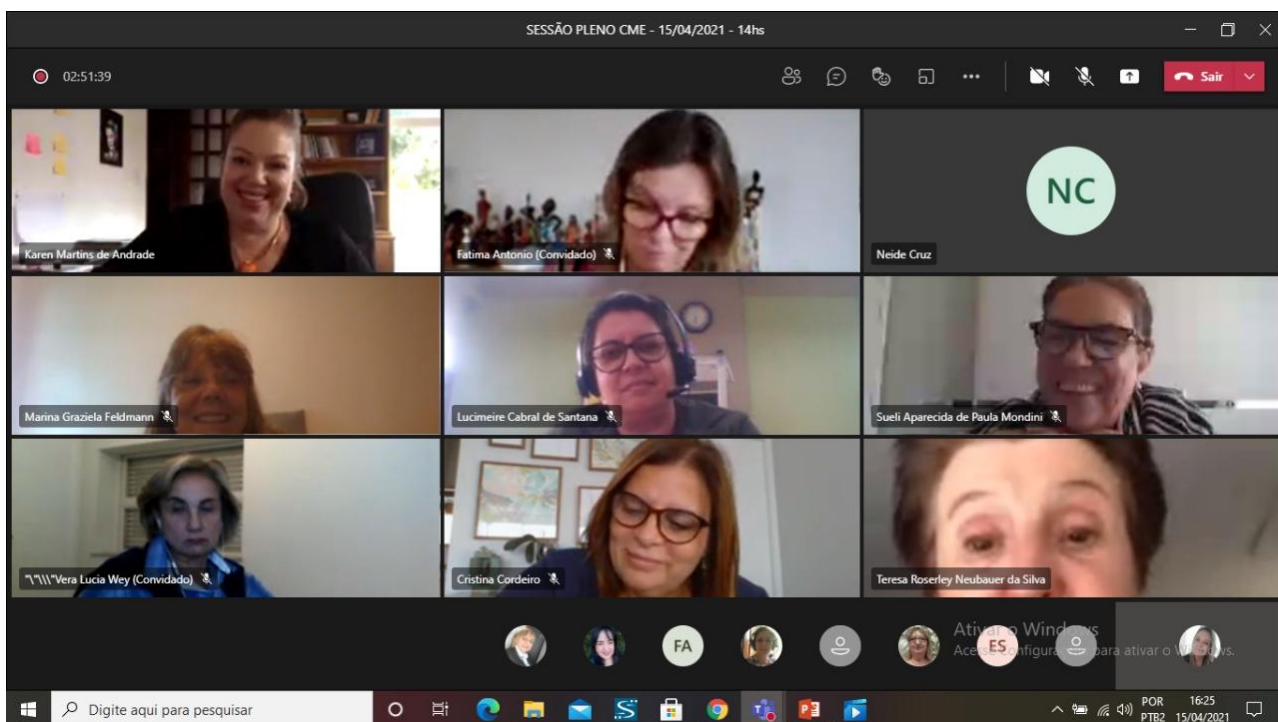 SESSÃO PLENO CME - 15/04/2021 - 14hs
02:51:39
Sair
Karen Martins de Andrade
Fatima Antonio (Convidado)
NC
Neide Cruz
Marina Graziela Feldmann
Lucimeire Cabral de Santana
Sueli Aparecida de Paula Mondini
"\"\\\"Vera Lucia Wey (Convidado)
Cristina Cordeiro
Teresa Roserley Neubauer da Silva
FA
ES
Ativar o Windows
para ativar o Windows.
Digite aqui para pesquisar
POR
PTB2
16:25
15/04/2021